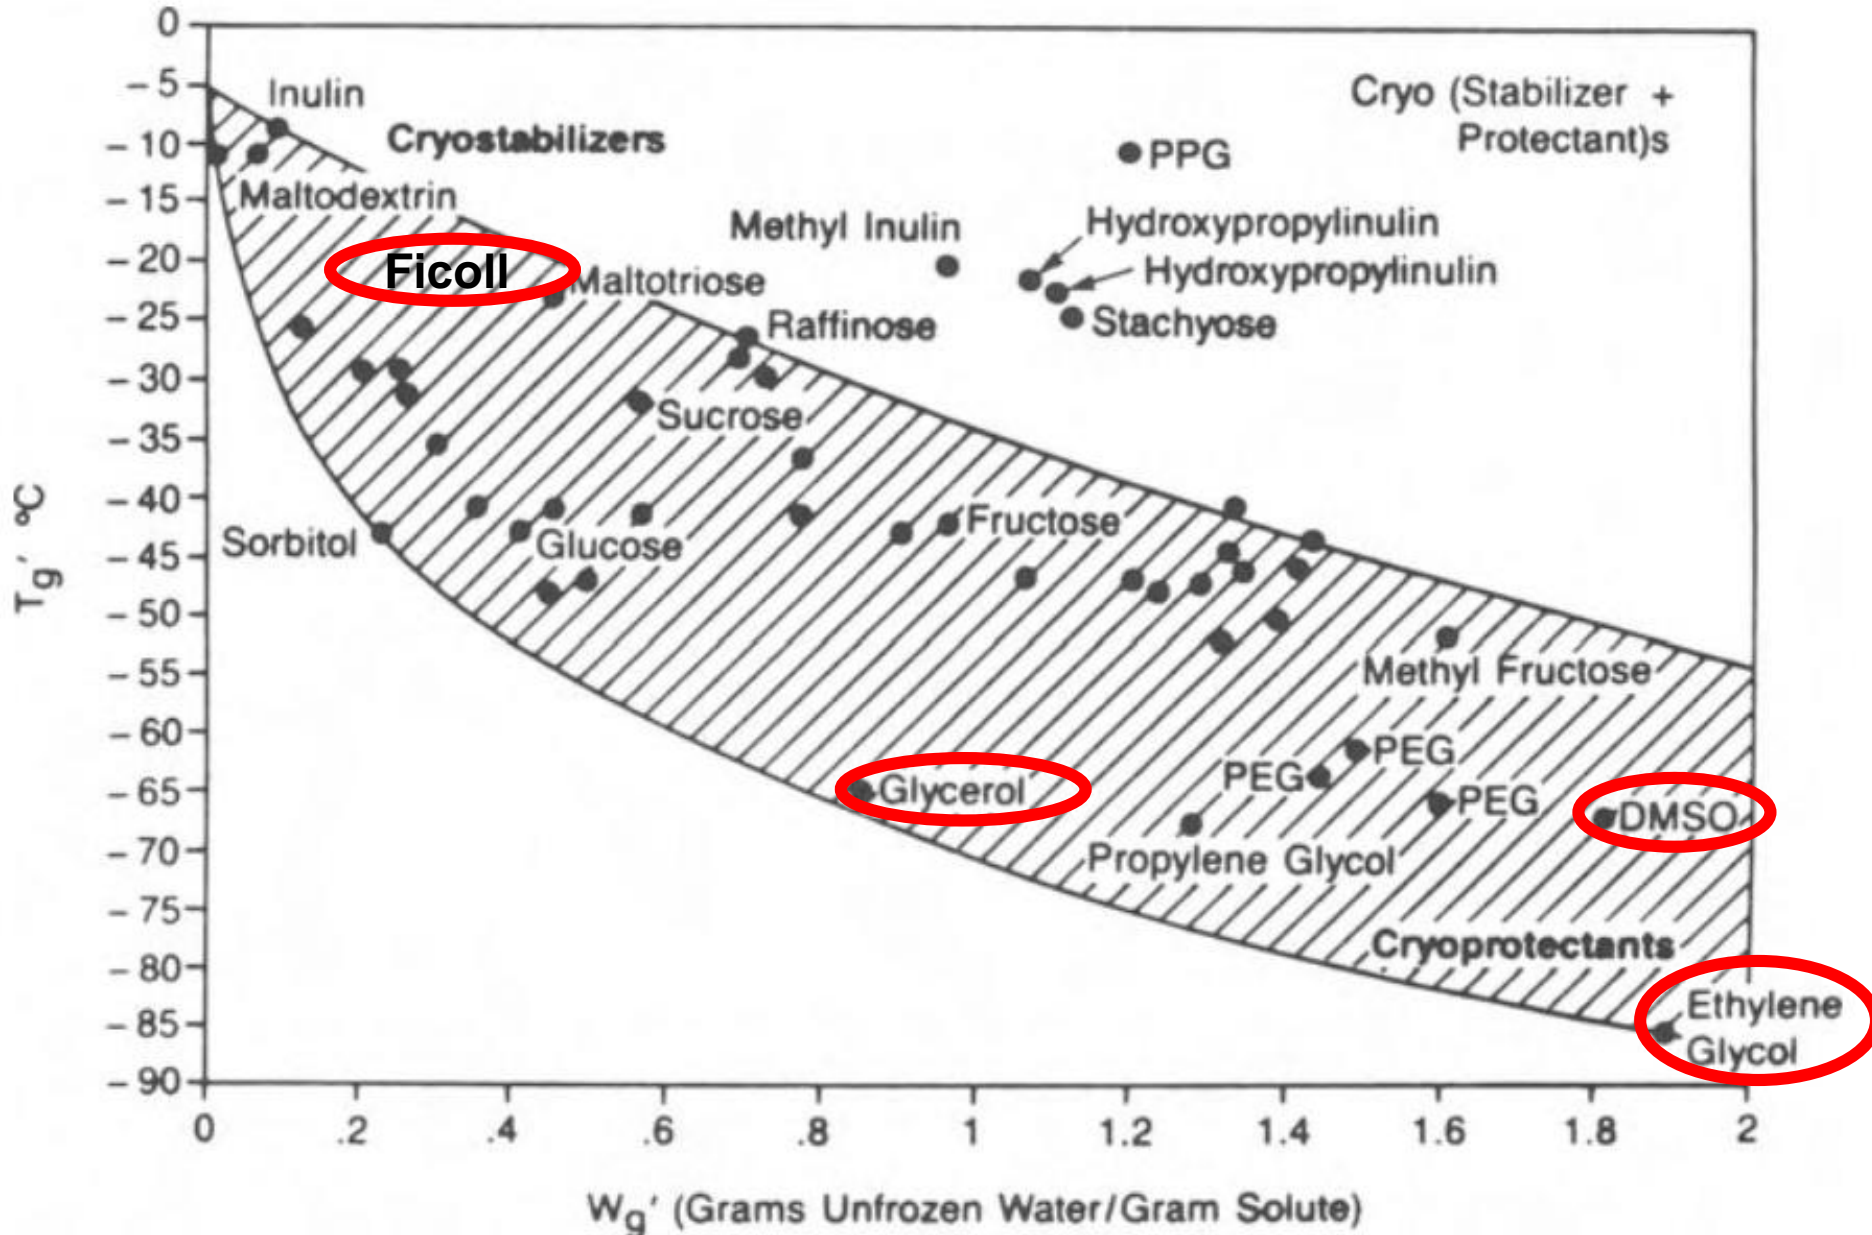 0
– 5
Inulin
Cryo (Stabilizer +
Protectant)s
– 10
Cryostabilizers
PPG
– 15
Maltodextrin
Methyl Inulin
Hydroxypropylinulin
– 20
Ficoll
Maltotriose
Hydroxypropylinulin
– 25
Raffinose
Stachyose
– 30
Sucrose
– 35
– 40
Tg′ °C
Fructose
Sorbitol
Glucose
– 45
– 50
– 55
Methyl Fructose
– 60
PEG
PEG
– 65
Glycerol
PEG
DMSO
– 70
Propylene Glycol
– 75
Cryoprotectants
– 80
– 85
Ethylene
Glycol
– 90
0 .2 .4 .6 .8 1 1.2 1.4 1.6 1.8 2
Wg′ (Grams Unfrozen Water/Gram Solute)